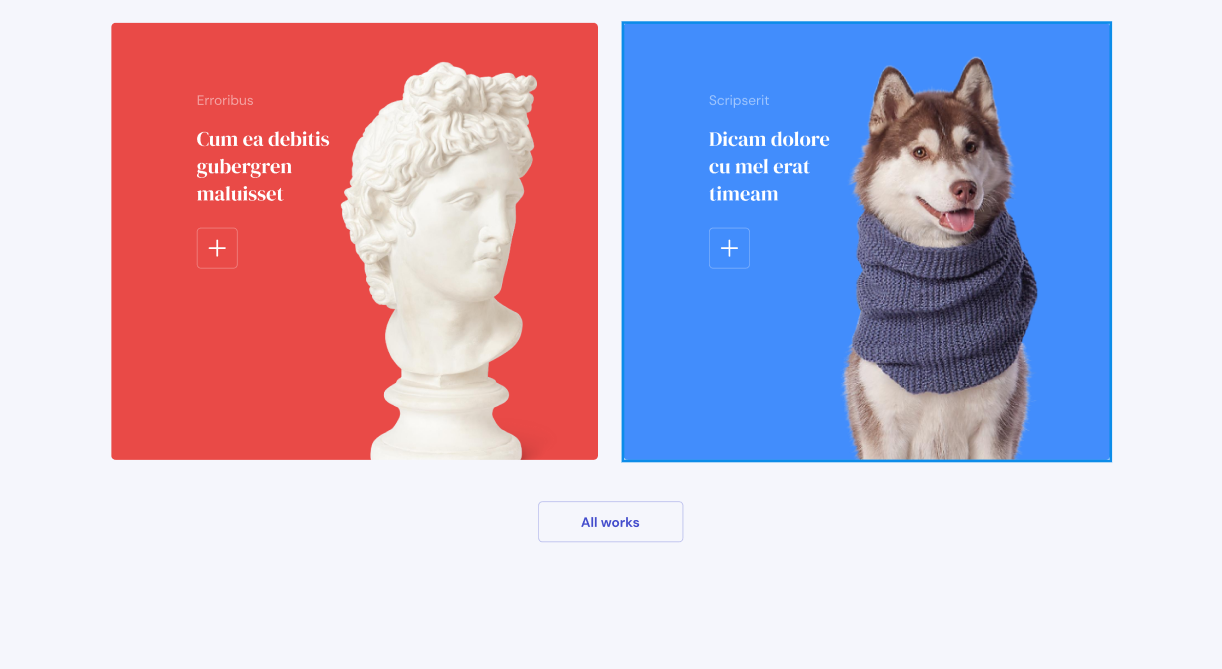 Erroribus
Cum ea debitis
gubergren
maluisset
Scripserit
Dicam dolore
cu mel erat
timeam
All works